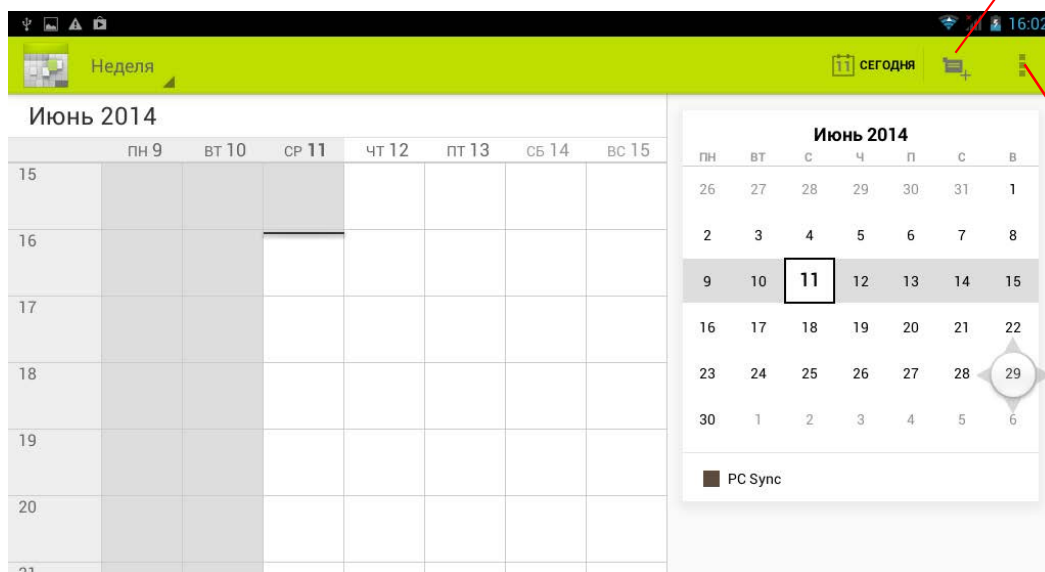 16:02
Неделя
11 СЕГОДНЯ
Июнь 2014
ПН 9 ВТ 10 СР 11 ЧТ 12 ПТ 13 СБ 14 ВС 15
15
16
17
18
19
20
21
Июнь 2014
ПН ВТ С Ч П С В
26 27 28 29 30 31 1
2 3 4 5 6 7 8
9 10 11 12 13 14 15
16 17 18 19 20 21 22
23 24 25 26 27 28 29
30 1 2 3 4 5 6
PC Sync